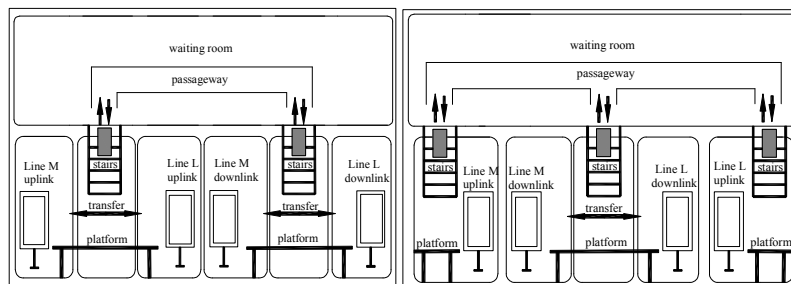 waiting room
passageway
stairs
stairs
Line M
uplink
Line L
uplink
Line M
downlink
Line L
downlink
transfer
transfer
platform
platform
waiting room
passageway
stairs
stairs
stairs
Line M
uplink
Line M
downlink
Line L
downlink
Line L
uplink
transfer
platform
platform
platform